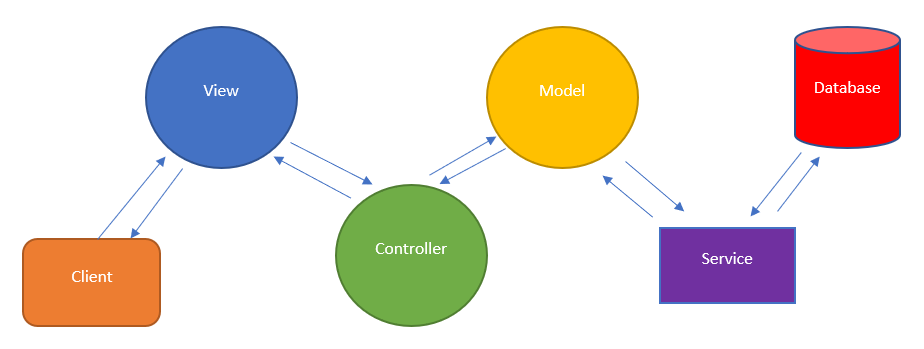 View
Model
Database
Controller
Service
Client